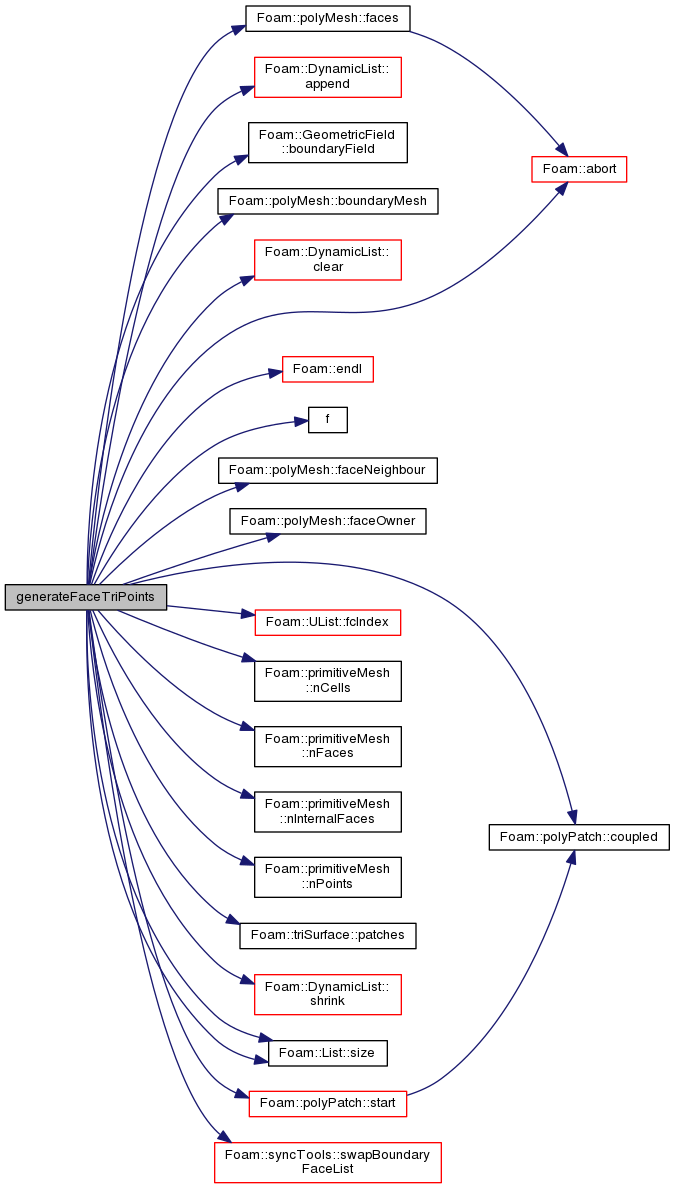 Foam::polyMesh::faces
Foam::DynamicList::
append
Foam::GeometricField
::boundaryField
Foam::abort
Foam::polyMesh::boundaryMesh
Foam::DynamicList::
clear
Foam::endl
f
Foam::polyMesh::faceNeighbour
Foam::polyMesh::faceOwner
generateFaceTriPoints
Foam::UList::fcIndex
Foam::primitiveMesh
::nCells
Foam::primitiveMesh
::nFaces
Foam::primitiveMesh
::nInternalFaces
Foam::polyPatch::coupled
Foam::primitiveMesh
::nPoints
Foam::triSurface::patches
Foam::DynamicList::
shrink
Foam::List::size
Foam::polyPatch::start
Foam::syncTools::swapBoundary
FaceList